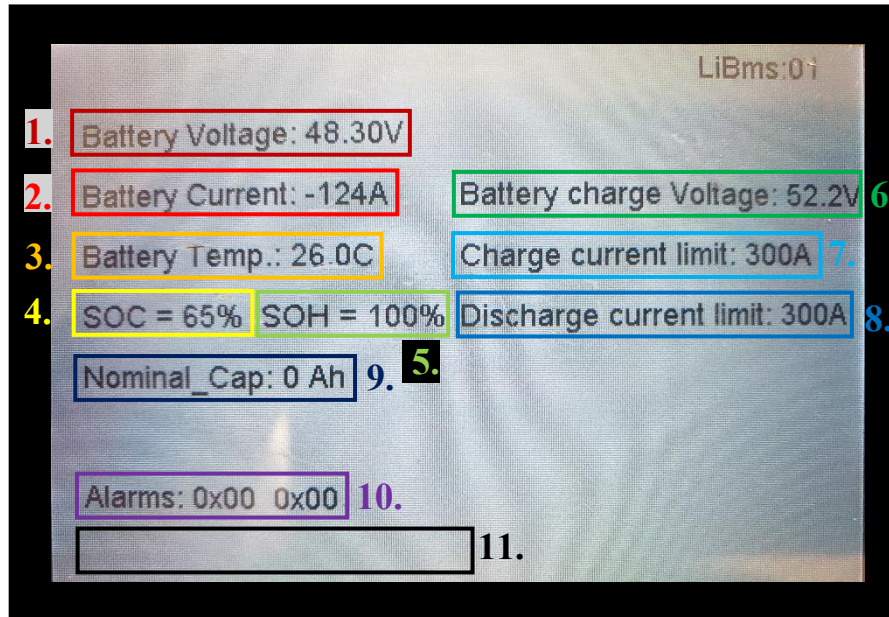 LiBms:01
1. Battery Voltage: 48.30V
2. Battery Current: -124A Battery charge Voltage: 52.2V 6
3. Battery Temp.: 26.0C Charge current limit: 300A 7.
4. SOC = 65% SOH = 100% Discharge current limit: 300A 8.
5.
Nominal_Cap: 0 Ah 9.
Alarms: 0x00 0x00 10.
11.